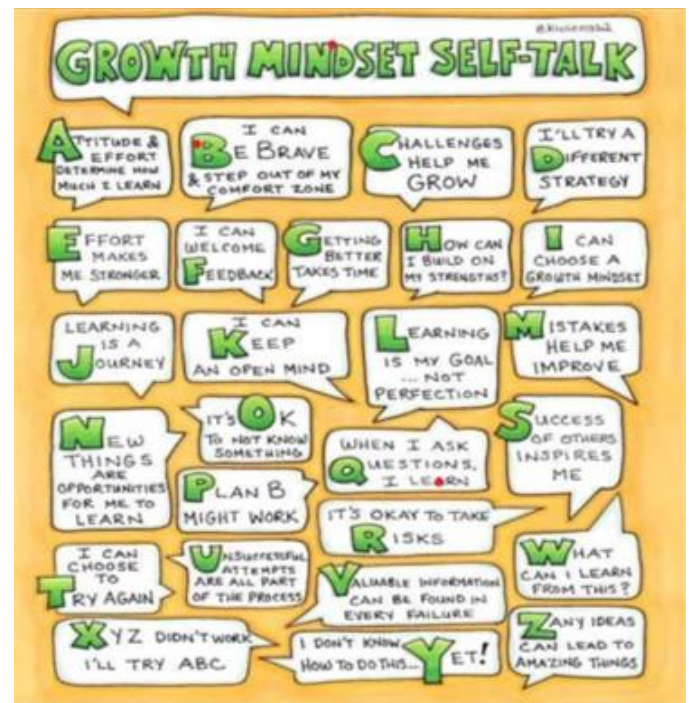 GROWTH MINDSET SELF-TALK
ATTITUDE &
EFFORT
DETERMINE HOW
MUCH I LEARN
I CAN
BE BRAVE
& STEP OUT OF MY
COMFORT ZONE
CHALLENGES
HELP ME
GROW
I'LL TRY A
DIFFERENT
STRATEGY
EFFORT
MAKES
ME STRONGER
I CAN
WELCOME
FEEDBACK
GETTING
BETTER
TAKES TIME
HOW CAN
I BUILD ON
MY STRENGTHS?
I CAN
CHOOSE A
GROWTH MINDSET
LEARNING
IS A
JOURNEY
I CAN
KEEP
AN OPEN MIND
LEARNING
IS MY GOAL
... NOT
PERFECTION
MISTAKES
HELP ME
IMPROVE
NEW
THINGS
ARE
OPPORTUNITIES
FOR ME TO
LEARN
IT'S OK
TO NOT KNOW
SOMETHING
PLAN B
MIGHT WORK
WHEN I ASK
QUESTIONS,
I LEARN
IT'S OKAY TO TAKE
RISKS
SUCCESS
OF OTHERS
INSPIRES
ME
I CAN
CHOOSE
TO
TRY AGAIN
UNSUCCESSFUL
ATTEMPTS
ARE ALL PART
OF THE PROCESS
VALUABLE INFORMATION
CAN BE FOUND IN
EVERY FAILURE
WHAT
CAN I LEARN
FROM THIS?
XYZ DIDN'T WORK
I'LL TRY ABC
I DON'T KNOW
HOW TO DO THIS... YET!
ZANY IDEAS
CAN LEAD TO
AMAZING THINGS